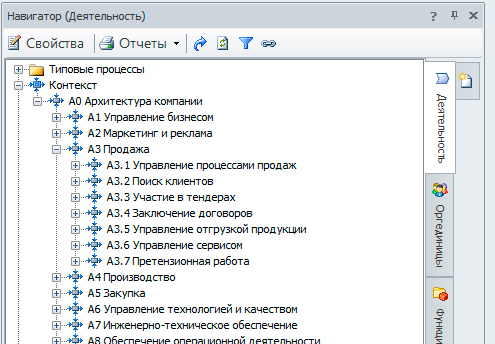 Навигатор (Деятельность)
Свойства Отчеты
Типовые процессы
Контекст
A0 Архитектура компании
A1 Управление бизнесом
A2 Маркетинг и реклама
A3 Продажа
A3.1 Управление процессами продаж
A3.2 Поиск клиентов
A3.3 Участие в тендерах
A3.4 Заключение договоров
A3.5 Управление отгрузкой продукции
A3.6 Управление сервисом
A3.7 Претензионная работа
A4 Производство
A5 Закупка
A6 Управление технологией и качеством
A7 Инженерно-техническое обеспечение
A8 Обеспечение операционной деятельности
Деятельность
Оргединицы
Функци